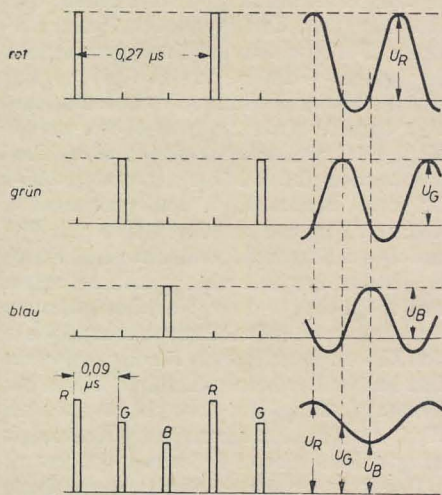 rot
0,27 µs
U_R
grün
U_G
blau
U_B
0,09
µs
R
G
B
R
G
U_R
U_G
U_B